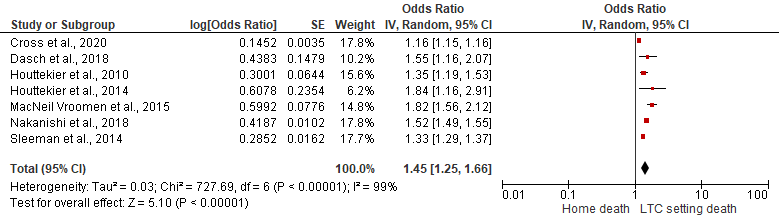 Odds Ratio Odds Ratio
Study or Subgroup log[Odds Ratio] SE Weight IV, Random, 95% CI IV, Random, 95% CI
Cross et al., 2020 0.1452 0.0035 17.8% 1.16 [1.15, 1.16]
Dasch et al., 2018 0.4383 0.1479 10.2% 1.55 [1.16, 2.07]
Houttekier et al., 2010 0.3001 0.0644 15.6% 1.35 [1.19, 1.53]
Houttekier et al., 2014 0.6078 0.2354 6.2% 1.84 [1.16, 2.91]
MacNeil Vroomen et al., 2015 0.5992 0.0776 14.8% 1.82 [1.56, 2.12]
Nakanishi et al., 2018 0.4187 0.0102 17.8% 1.52 [1.49, 1.55]
Sleeman et al., 2014 0.2852 0.0162 17.7% 1.33 [1.29, 1.37]
Total (95% CI) 100.0% 1.45 [1.25, 1.66]
Heterogeneity: Tau² = 0.03; Chi² = 727.69, df = 6 (P < 0.00001); I² = 99%
Test for overall effect: Z = 5.10 (P < 0.00001)
0.01 0.1 1 10 100
Home death LTC setting death